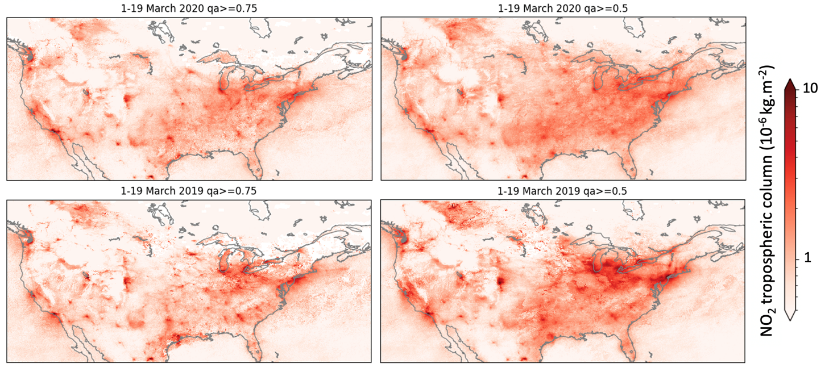 1-19 March 2020 qa>=0.75
1-19 March 2020 qa>=0.5
1-19 March 2019 qa>=0.75
1-19 March 2019 qa>=0.5
10
1
NO₂ tropospheric column (10⁻⁶ kg.m⁻²)